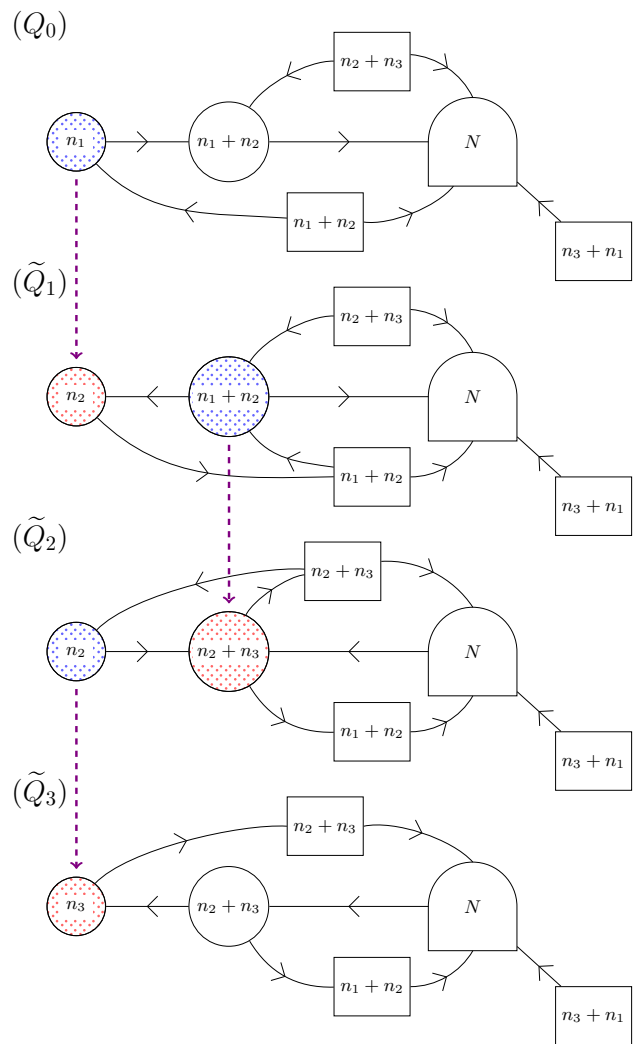 (Q_0)
n_2 + n_3
n_1
n_1 + n_2
N
n_1 + n_2
n_3 + n_1
(\widetilde{Q}_1)
n_2 + n_3
n_2
n_1 + n_2
N
n_1 + n_2
n_3 + n_1
(\widetilde{Q}_2)
n_2 + n_3
n_2
n_2 + n_3
N
n_1 + n_2
n_3 + n_1
(\widetilde{Q}_3)
n_2 + n_3
n_3
n_2 + n_3
N
n_1 + n_2
n_3 + n_1